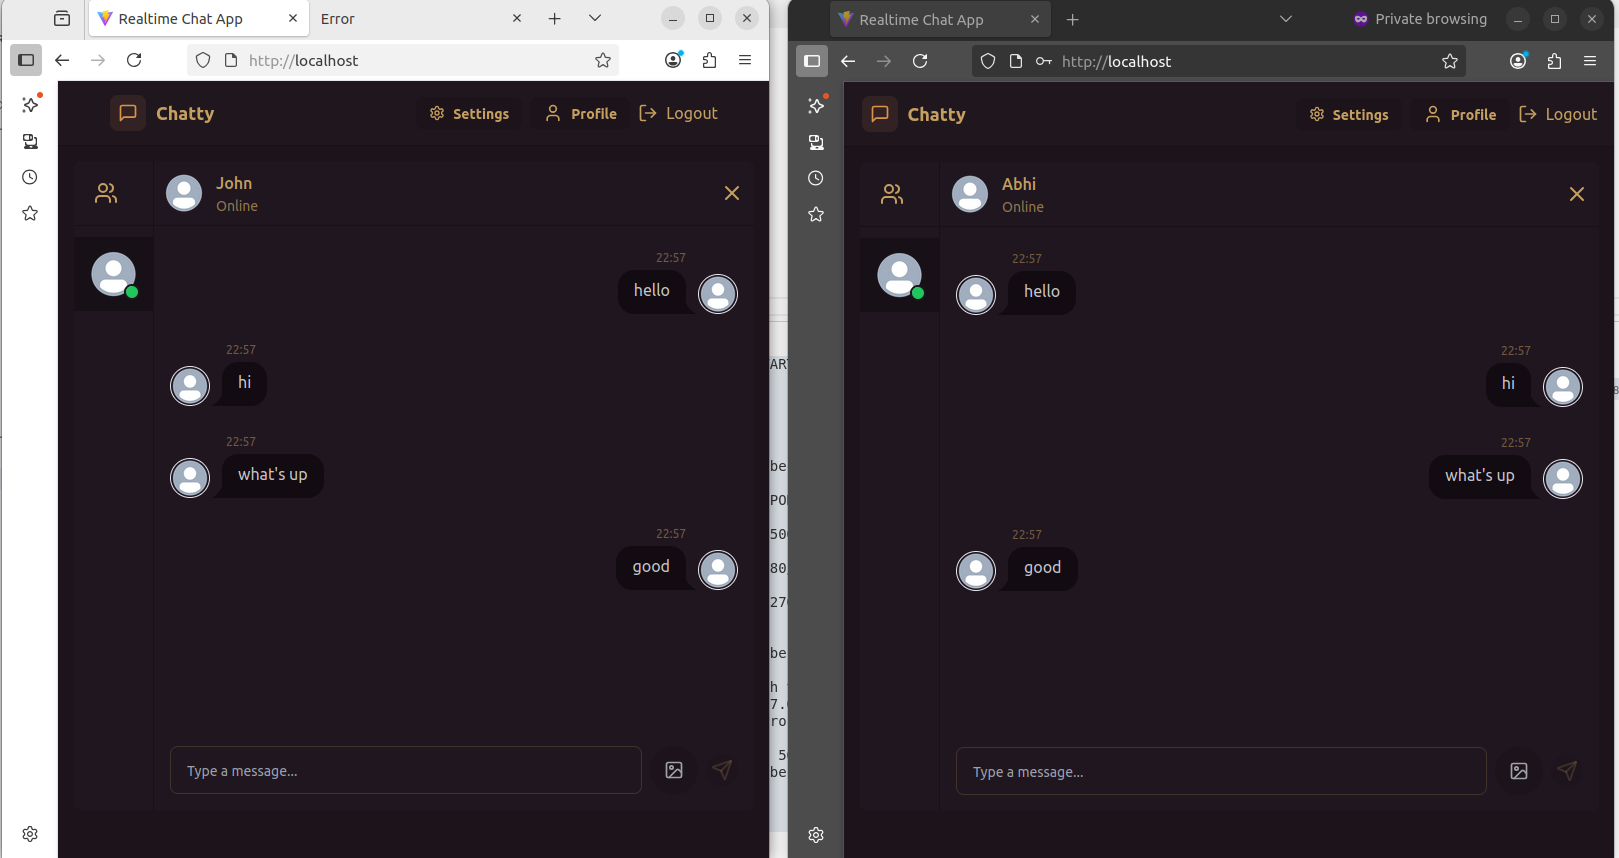 Realtime Chat App
Error
http://localhost
Chatty
Settings
Profile
Logout
John
Online
22:57
hello
22:57
hi
22:57
what's up
22:57
good
Type a message...
AR
be
PO
50
80
27
be
h
7.
ro
5
be
Realtime Chat App
Private browsing
http://localhost
Chatty
Settings
Profile
Logout
Abhi
Online
22:57
hello
22:57
hi
22:57
what's up
22:57
good
Type a message...
8